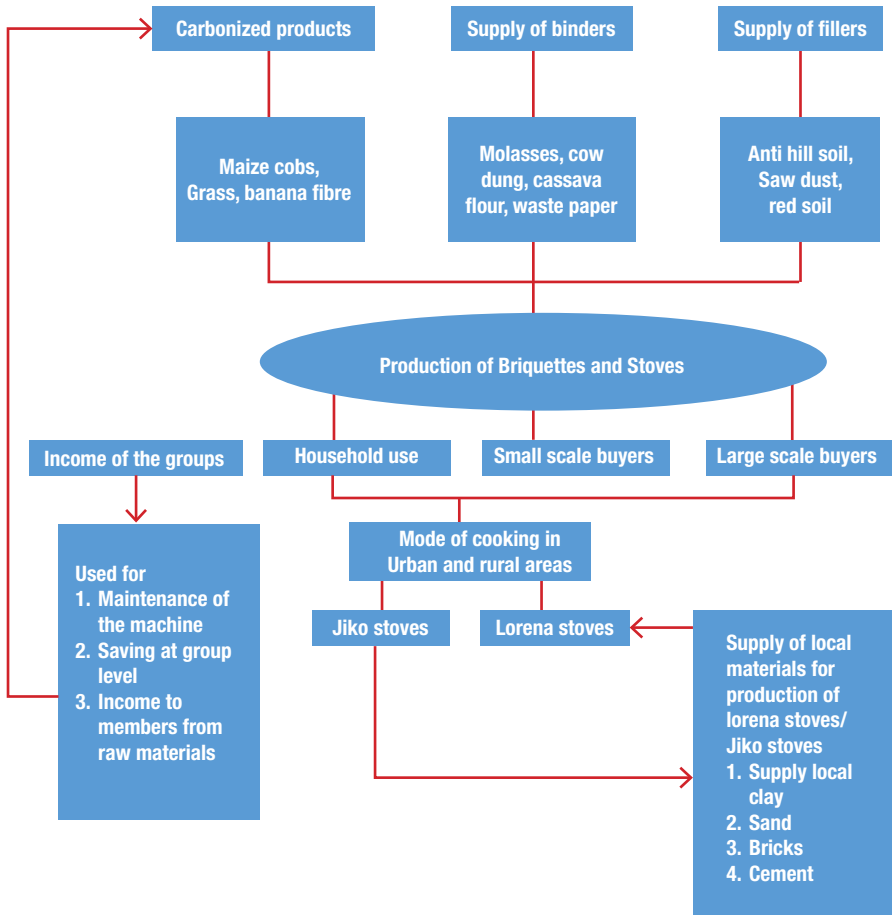 Carbonized products
Supply of binders
Supply of fillers
Maize cobs,
Grass, banana fibre
Molasses, cow
dung, cassava
flour, waste paper
Anti hill soil,
Saw dust,
red soil
Production of Briquettes and Stoves
Income of the groups
Household use
Small scale buyers
Large scale buyers
Mode of cooking in
Urban and rural areas
Used for
1. Maintenance of
the machine
2. Saving at group
level
3. Income to
members from
raw materials
Jiko stoves
Lorena stoves
Supply of local
materials for
production of
lorena stoves/
Jiko stoves
1. Supply local
clay
2. Sand
3. Bricks
4. Cement